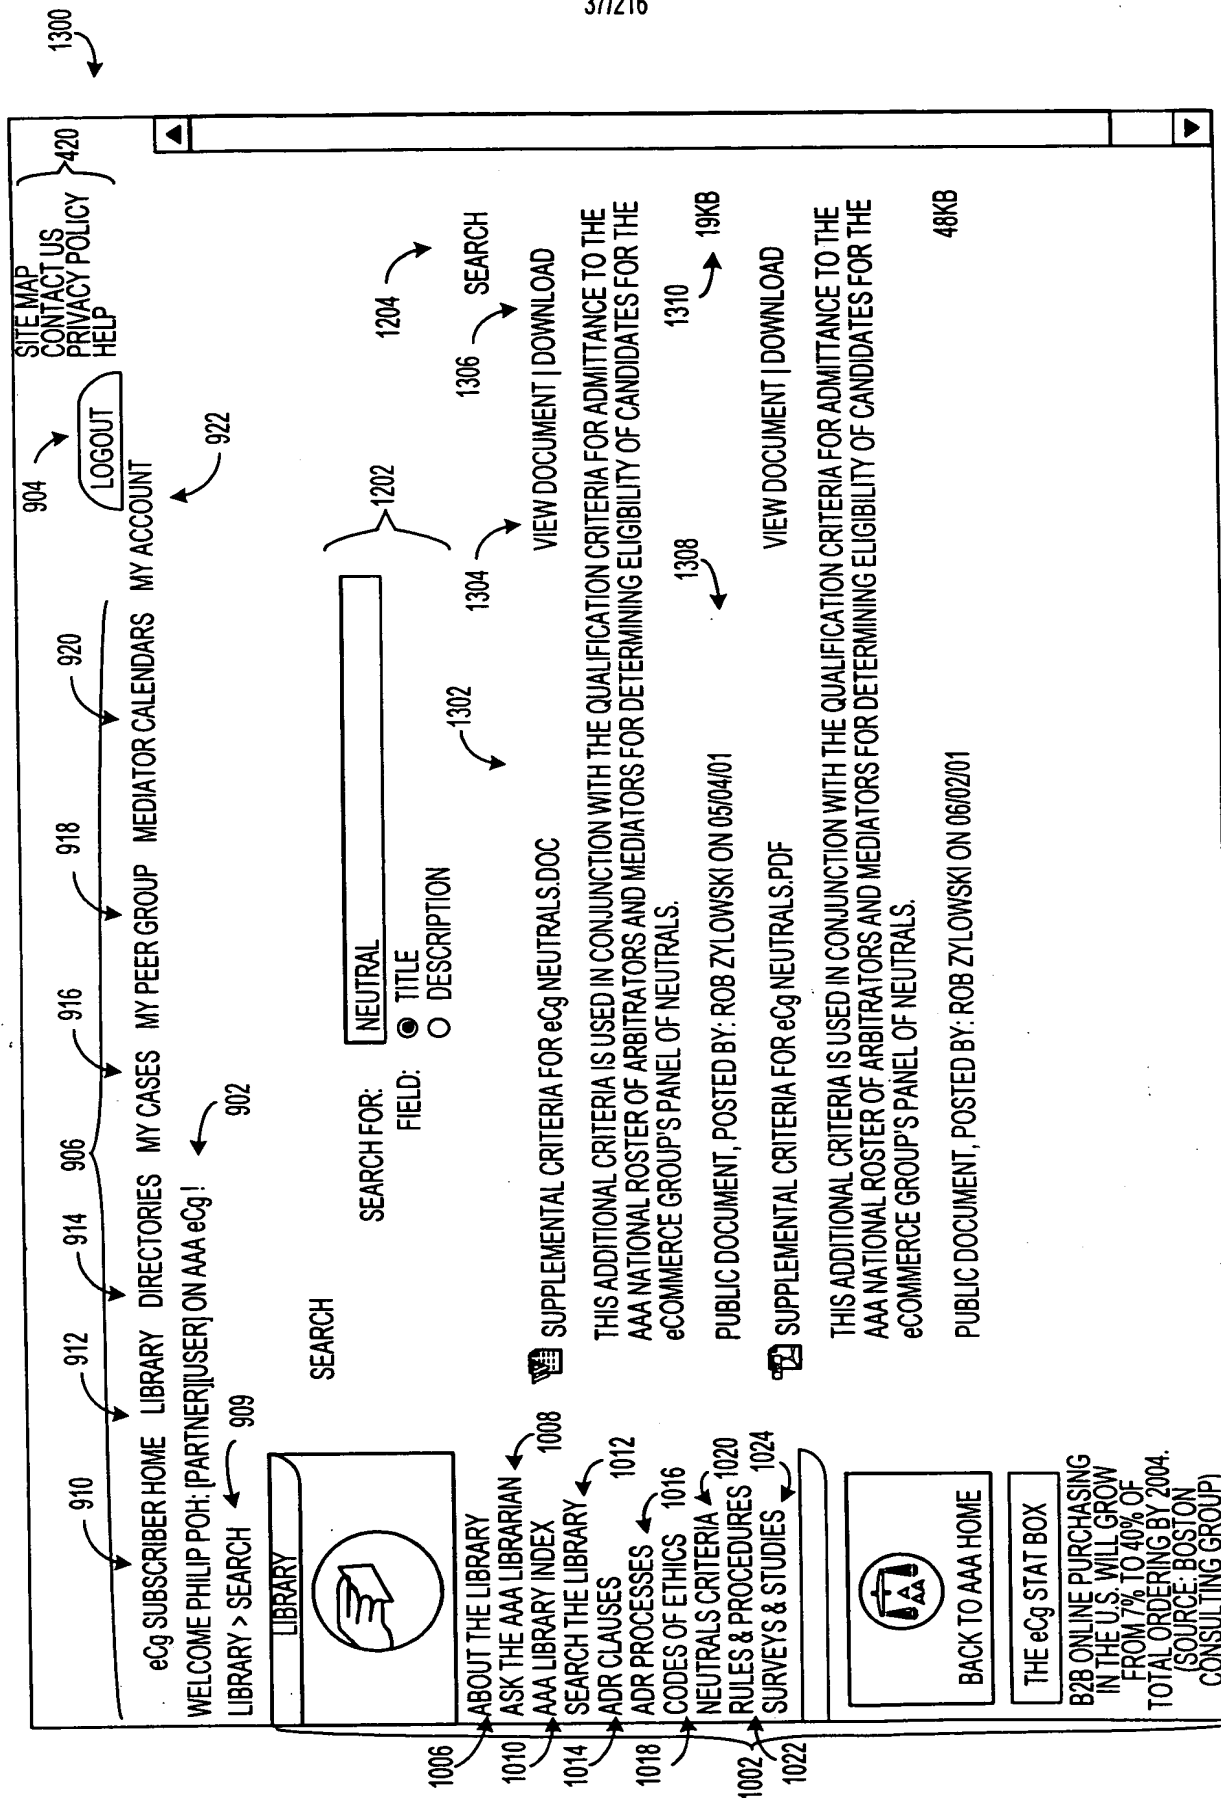 37/216
1300
SITE MAP
CONTACT US
PRIVACY POLICY
HELP
420
904
LOGOUT
906
910
912
914
916
918
920
922
eCg SUBSCRIBER HOME LIBRARY DIRECTORIES MY CASES MY PEER GROUP MEDIATOR CALENDARS MY ACCOUNT
WELCOME PHILIP POH: [PARTNER][USER] ON AAA eCg !
902
LIBRARY > SEARCH
909
LIBRARY
SEARCH
SEARCH FOR:
NEUTRAL
FIELD:
TITLE
DESCRIPTION
1202
1204
SEARCH
1302
1304
1306
SUPPLEMENTAL CRITERIA FOR eCg NEUTRALS.DOC
VIEW DOCUMENT | DOWNLOAD
THIS ADDITIONAL CRITERIA IS USED IN CONJUNCTION WITH THE QUALIFICATION CRITERIA FOR ADMITTANCE TO THE
AAA NATIONAL ROSTER OF ARBITRATORS AND MEDIATORS FOR DETERMINING ELIGIBILITY OF CANDIDATES FOR THE
eCOMMERCE GROUP'S PANEL OF NEUTRALS.
1308
1310
PUBLIC DOCUMENT, POSTED BY: ROB ZYLOWSKI ON 05/04/01
19KB
SUPPLEMENTAL CRITERIA FOR eCg NEUTRALS.PDF
VIEW DOCUMENT | DOWNLOAD
THIS ADDITIONAL CRITERIA IS USED IN CONJUNCTION WITH THE QUALIFICATION CRITERIA FOR ADMITTANCE TO THE
AAA NATIONAL ROSTER OF ARBITRATORS AND MEDIATORS FOR DETERMINING ELIGIBILITY OF CANDIDATES FOR THE
eCOMMERCE GROUP'S PANEL OF NEUTRALS.
PUBLIC DOCUMENT, POSTED BY: ROB ZYLOWSKI ON 06/02/01
48KB
1006
ABOUT THE LIBRARY
ASK THE AAA LIBRARIAN
1008
1010
AAA LIBRARY INDEX
SEARCH THE LIBRARY
1012
1014
ADR CLAUSES
ADR PROCESSES
1016
1018
CODES OF ETHICS
NEUTRALS CRITERIA
1020
1002
RULES & PROCEDURES
1022
SURVEYS & STUDIES
1024
AAA
BACK TO AAA HOME
THE eCg STAT BOX
B2B ONLINE PURCHASING
IN THE U.S. WILL GROW
FROM 7% TO 40% OF
TOTAL ORDERING BY 2004.
(SOURCE: BOSTON
CONSULTING GROUP)